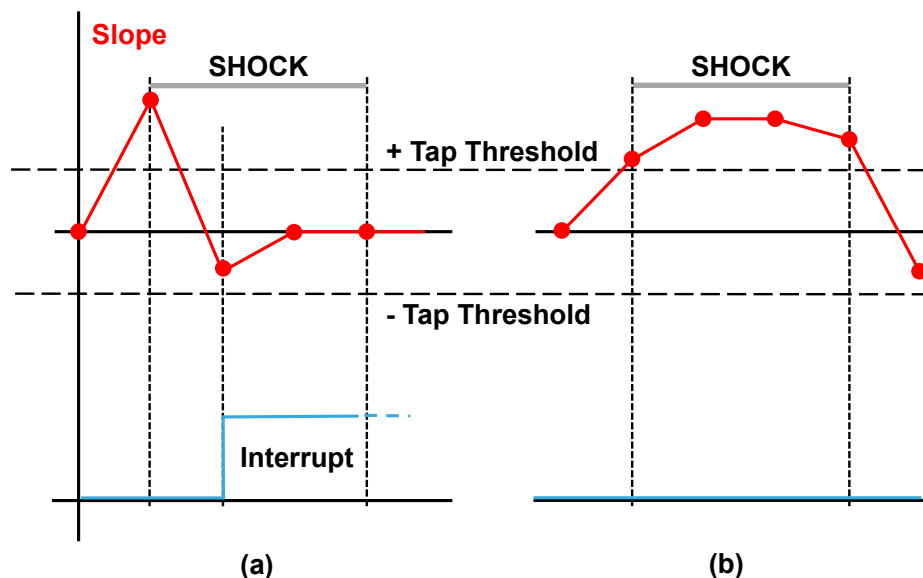 Slope
SHOCK
SHOCK
+ Tap Threshold
- Tap Threshold
Interrupt
(a)
(b)